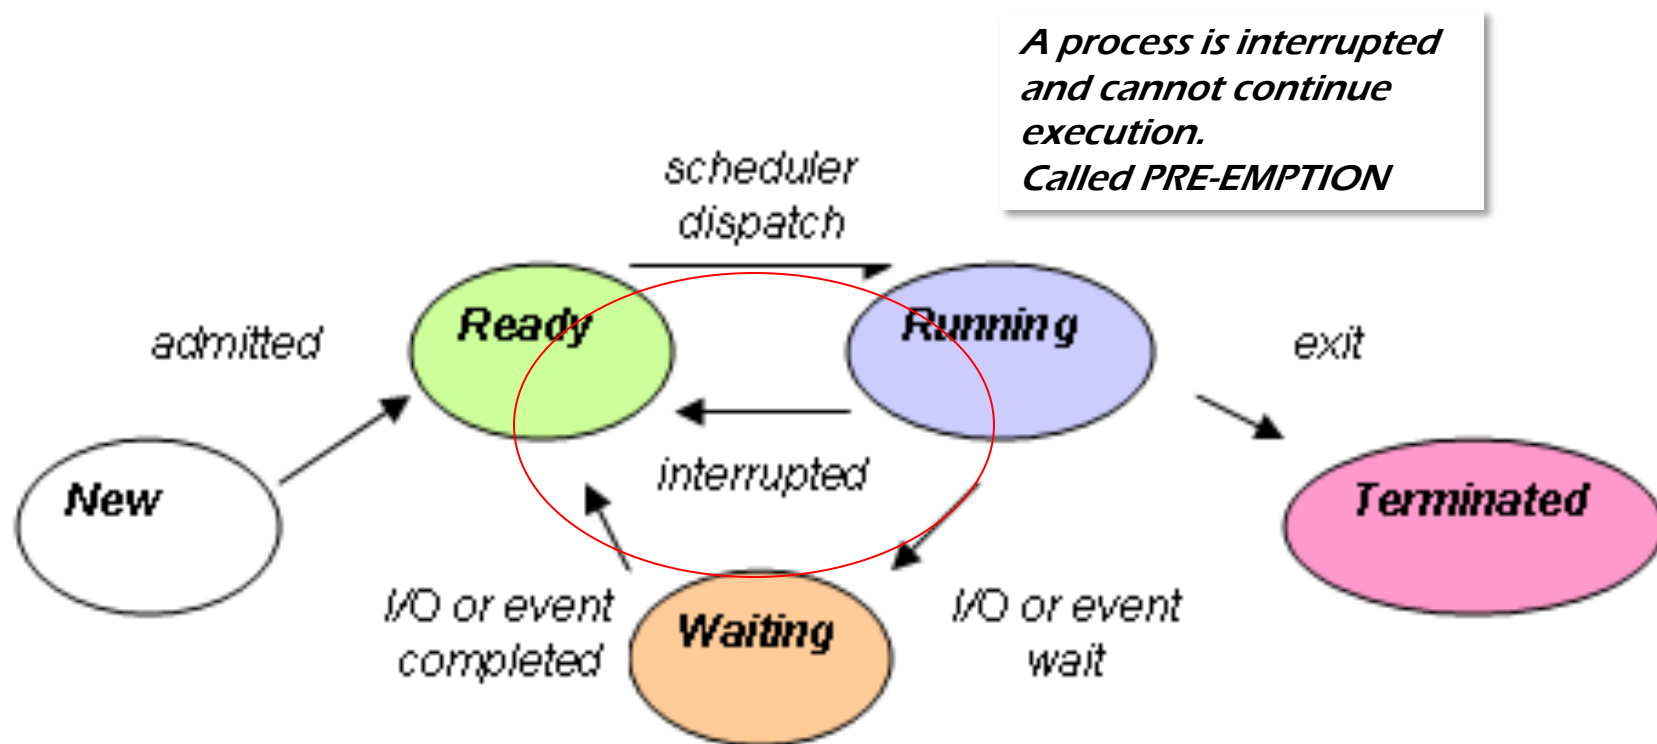 A process is interrupted
and cannot continue
execution.
Called PRE-EMPTION
scheduler
dispatch
Ready
Running
admitted
exit
interrupted
New
Terminated
I/O or event
completed
Waiting
I/O or event
wait